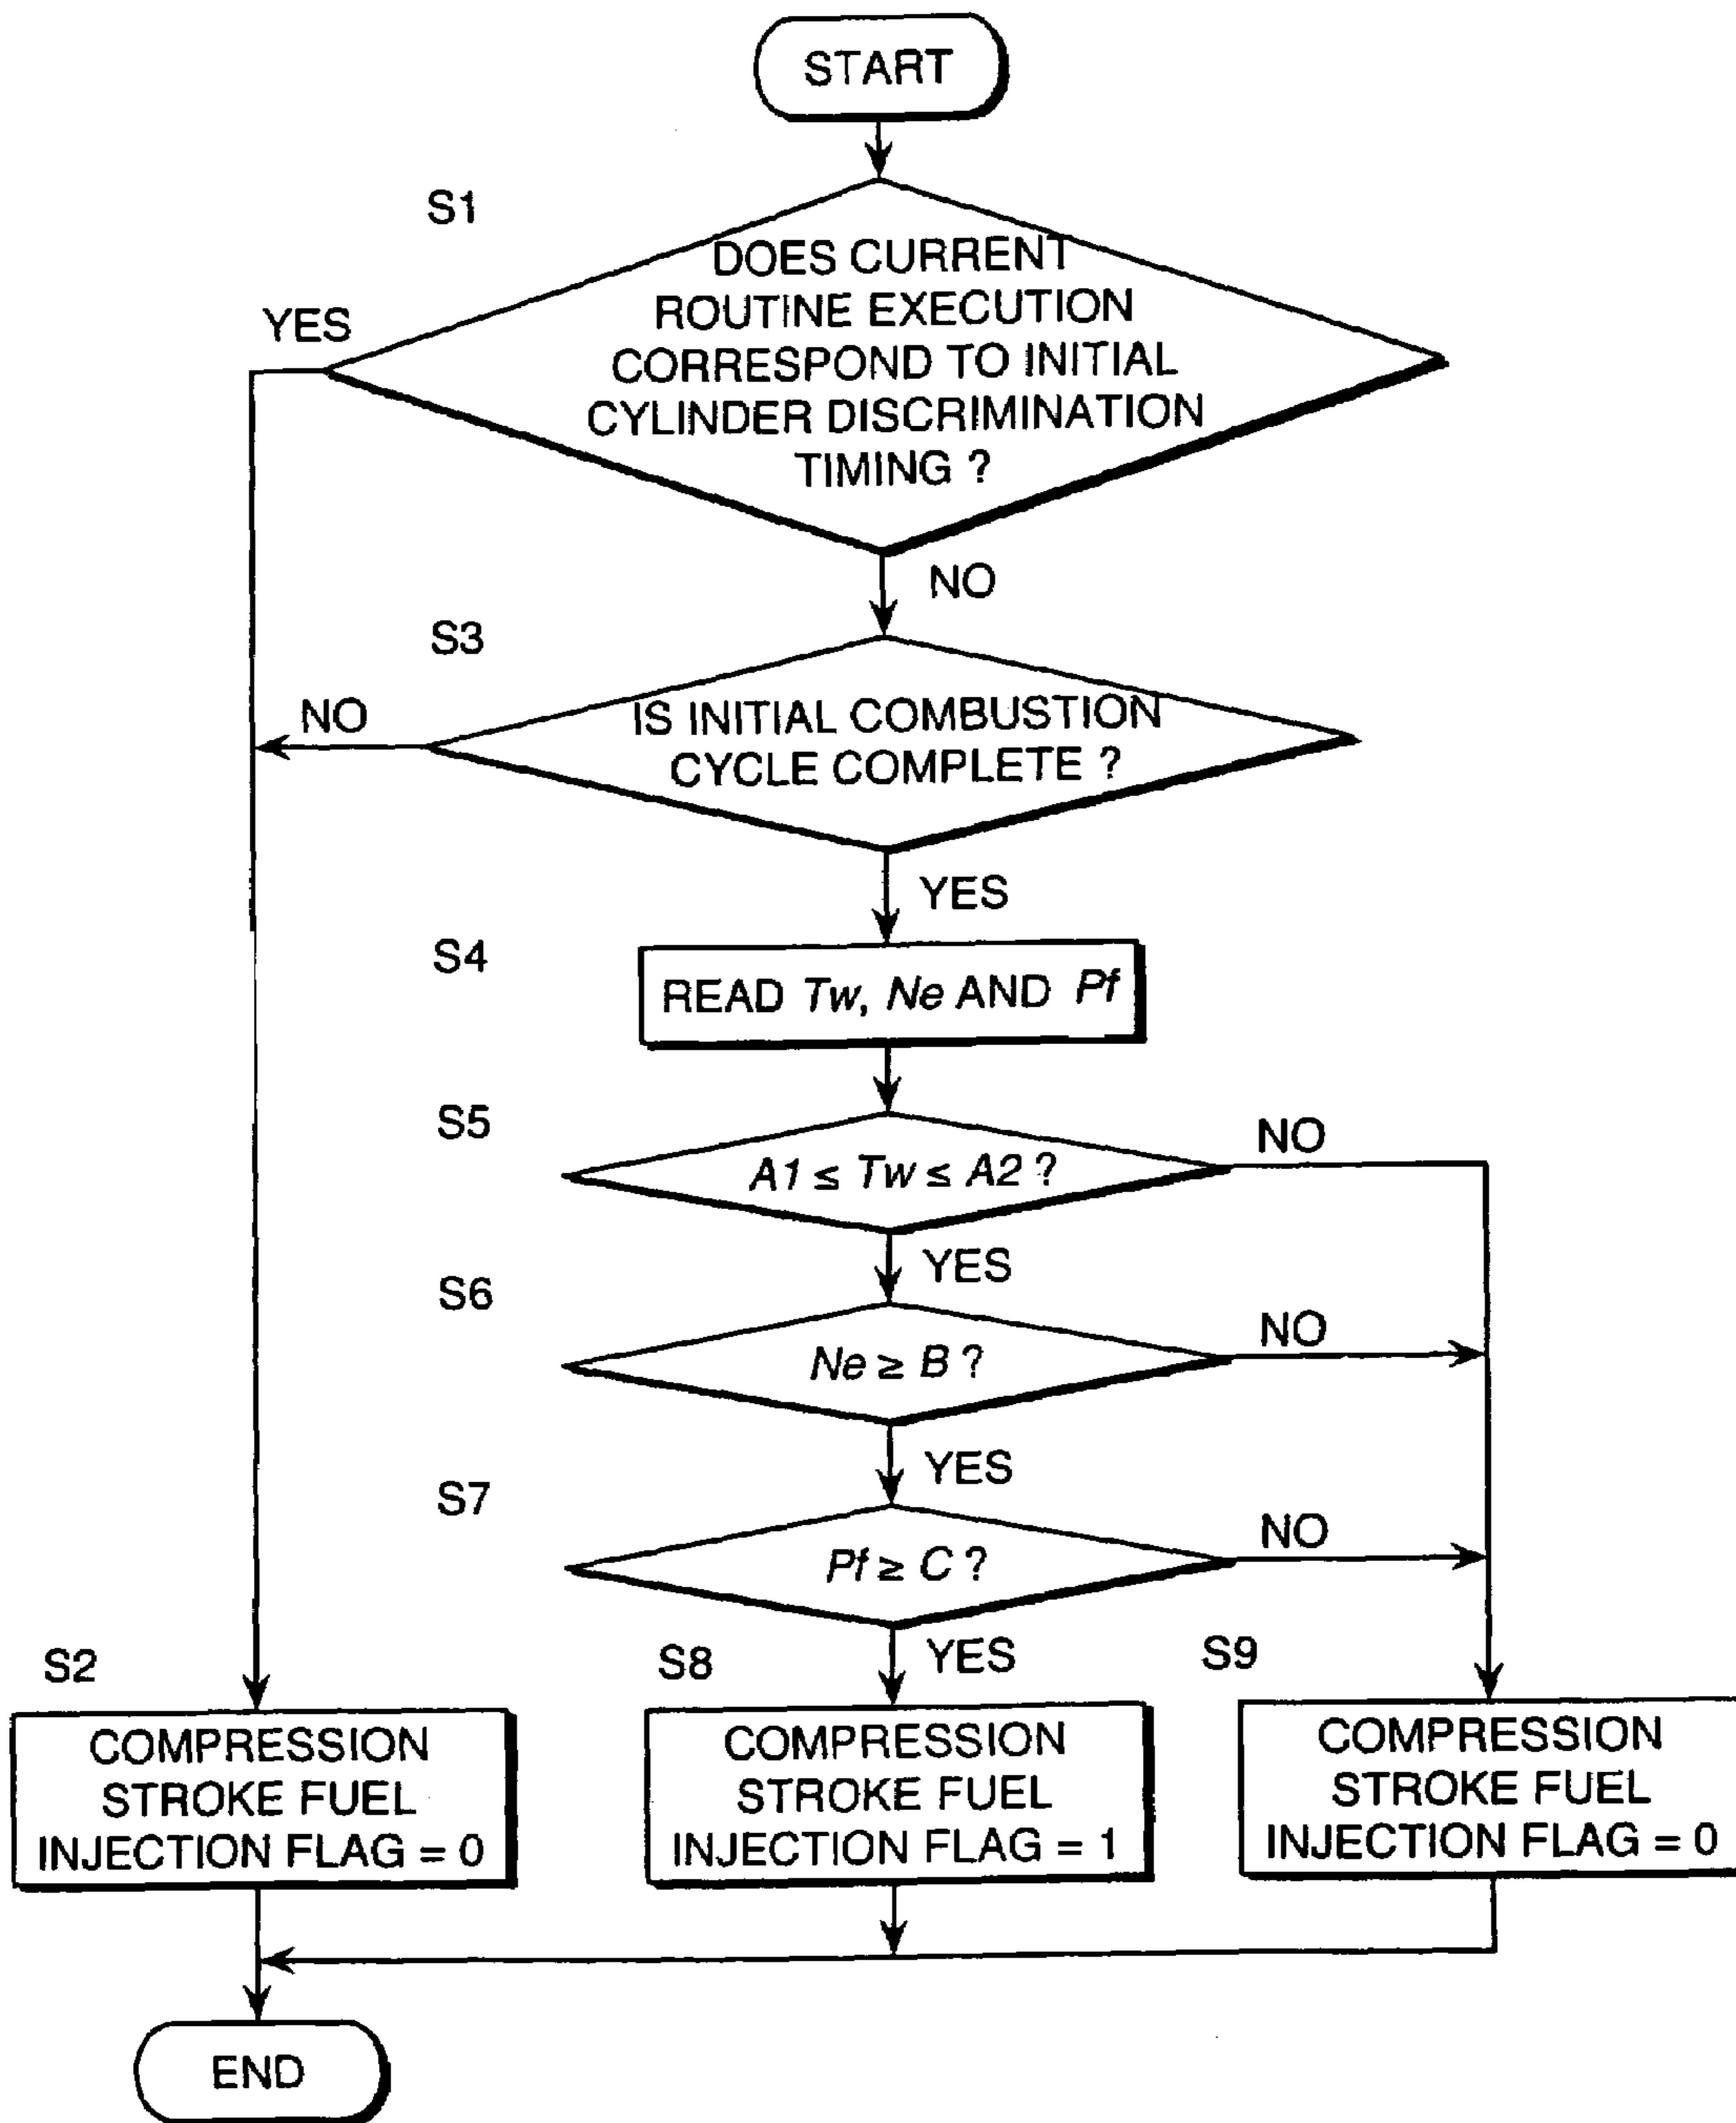 START
S1
DOES CURRENT
ROUTINE EXECUTION
CORRESPOND TO INITIAL
CYLINDER DISCRIMINATION
TIMING ?
YES
NO
S3
IS INITIAL COMBUSTION
CYCLE COMPLETE ?
NO
YES
S4
READ Tw, Ne AND Pf
S5
A1 ≤ Tw ≤ A2 ?
NO
YES
S6
Ne ≥ B ?
NO
YES
S7
Pf ≥ C ?
NO
YES
S2
COMPRESSION
STROKE FUEL
INJECTION FLAG = 0
S8
COMPRESSION
STROKE FUEL
INJECTION FLAG = 1
S9
COMPRESSION
STROKE FUEL
INJECTION FLAG = 0
END